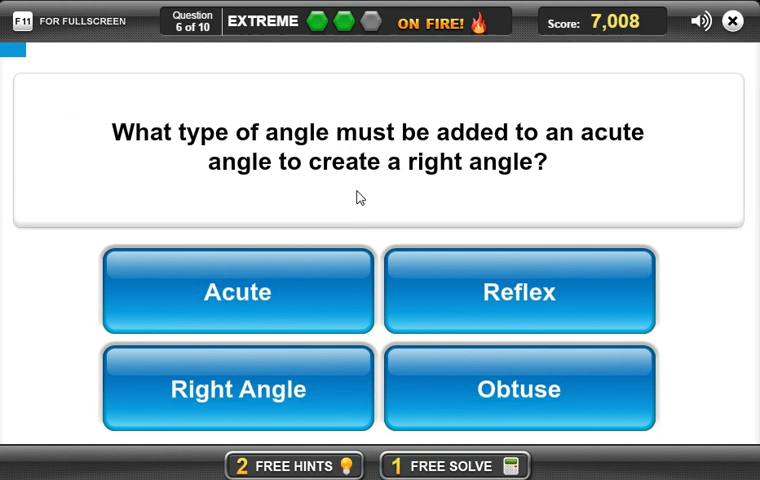 F11 FOR FULLSCREEN
Question
6 of 10
EXTREME
ON FIRE!
Score: 7,008
What type of angle must be added to an acute
angle to create a right angle?
Acute
Reflex
Right Angle
Obtuse
2 FREE HINTS
1 FREE SOLVE